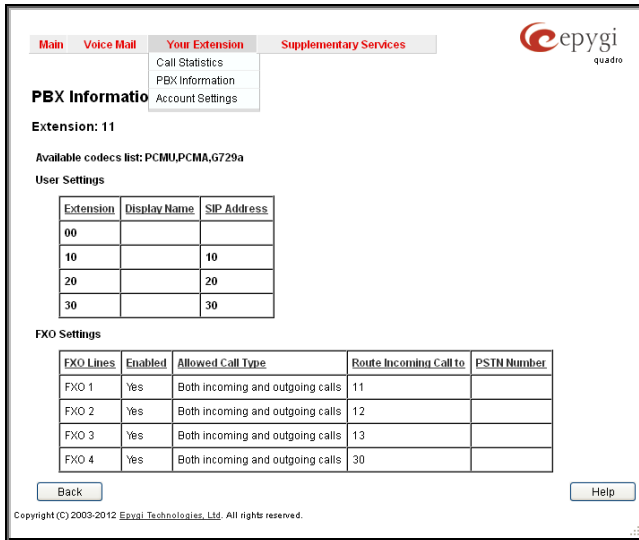 epygi
quadro
Main Voice Mail Your Extension Supplementary Services
Call Statistics
PBX Information
Account Settings
PBX Informatio
Extension: 11
Available codecs list: PCMU,PCMA,G729a
User Settings
Extension Display Name SIP Address
00
10 10
20 20
30 30
FXO Settings
FXO Lines Enabled Allowed Call Type Route Incoming Call to PSTN Number
FXO 1 Yes Both incoming and outgoing calls 11
FXO 2 Yes Both incoming and outgoing calls 12
FXO 3 Yes Both incoming and outgoing calls 13
FXO 4 Yes Both incoming and outgoing calls 30
Back Help
Copyright (C) 2003-2012 Epygi Technologies, Ltd. All rights reserved.